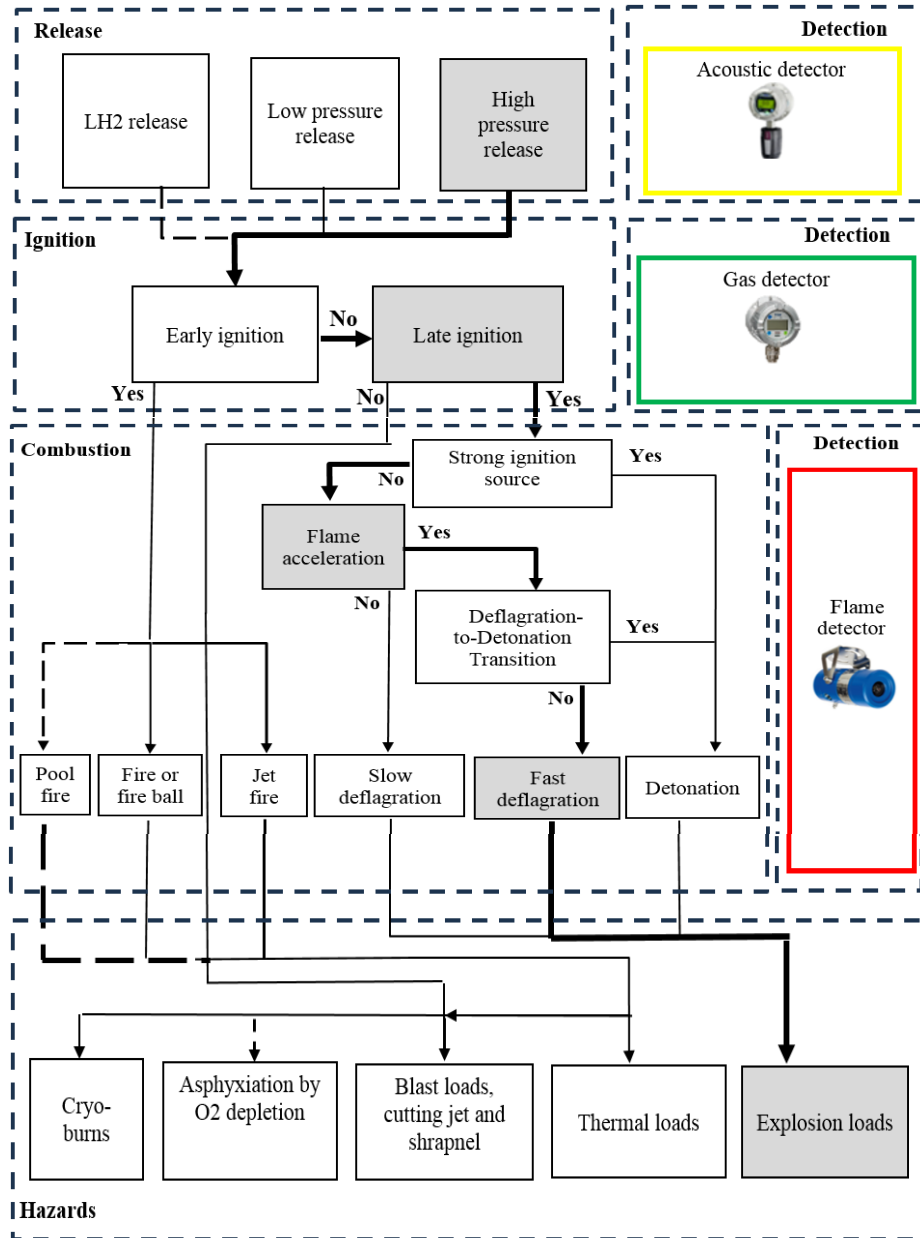 Release
LH2 release
Low pressure
release
High
pressure
release
Detection
Acoustic detector
Ignition
Early ignition
No
Late ignition
Yes
No
Yes
Detection
Gas detector
Combustion
Strong ignition
source
Yes
No
Flame
acceleration
Yes
No
Deflagration-
to-Detonation
Transition
Yes
No
Pool
fire
Fire or
fire ball
Jet
fire
Slow
deflagration
Fast
deflagration
Detonation
Detection
Flame
detector
Cryo-
burns
Asphyxiation by
O2 depletion
Blast loads,
cutting jet and
shrapnel
Thermal loads
Explosion loads
Hazards